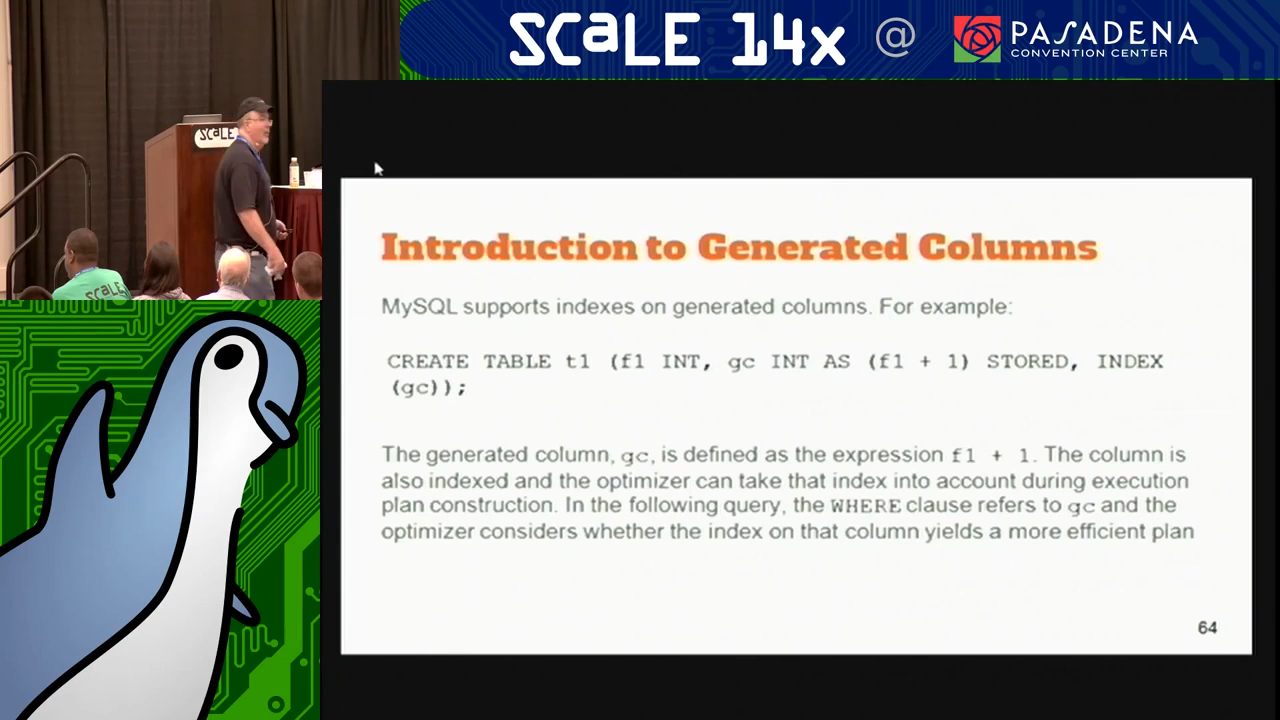 SCaLE 14x @ PASADENA
CONVENTION CENTER
SCaLE
SCaLE
Introduction to Generated Columns
MySQL supports indexes on generated columns. For example:
CREATE TABLE t1 (f1 INT, gc INT AS (f1 + 1) STORED, INDEX
(gc));
The generated column, gc, is defined as the expression f1 + 1. The column is
also indexed and the optimizer can take that index into account during execution
plan construction. In the following query, the WHERE clause refers to gc and the
optimizer considers whether the index on that column yields a more efficient plan
64